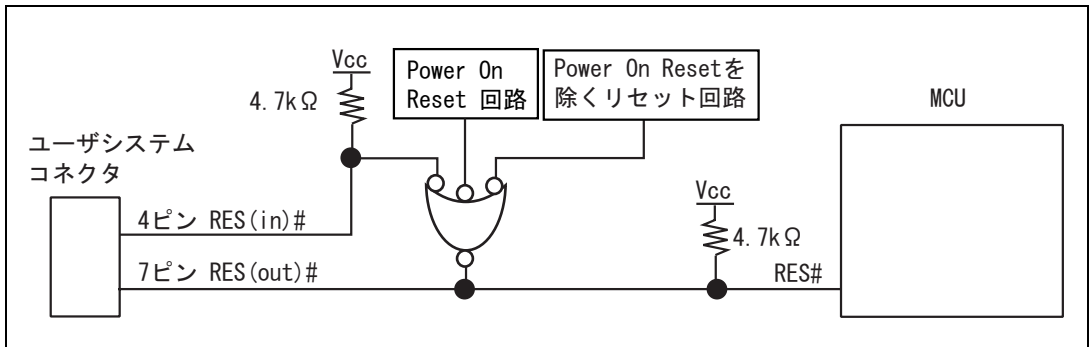 Vcc
4.7kΩ
Power On
Reset 回路
Power On Resetを
除くリセット回路
MCU
ユーザシステム
コネクタ
4ピン RES(in)#
Vcc
4.7kΩ
7ピン RES(out)#
RES#